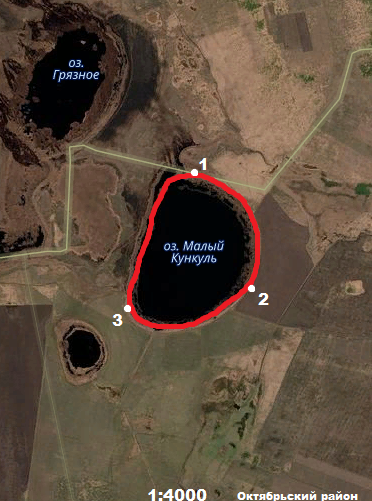 оз.
Грязное
1
оз. Малый
Кункуль
2
3
1:4000
Октябрьский район